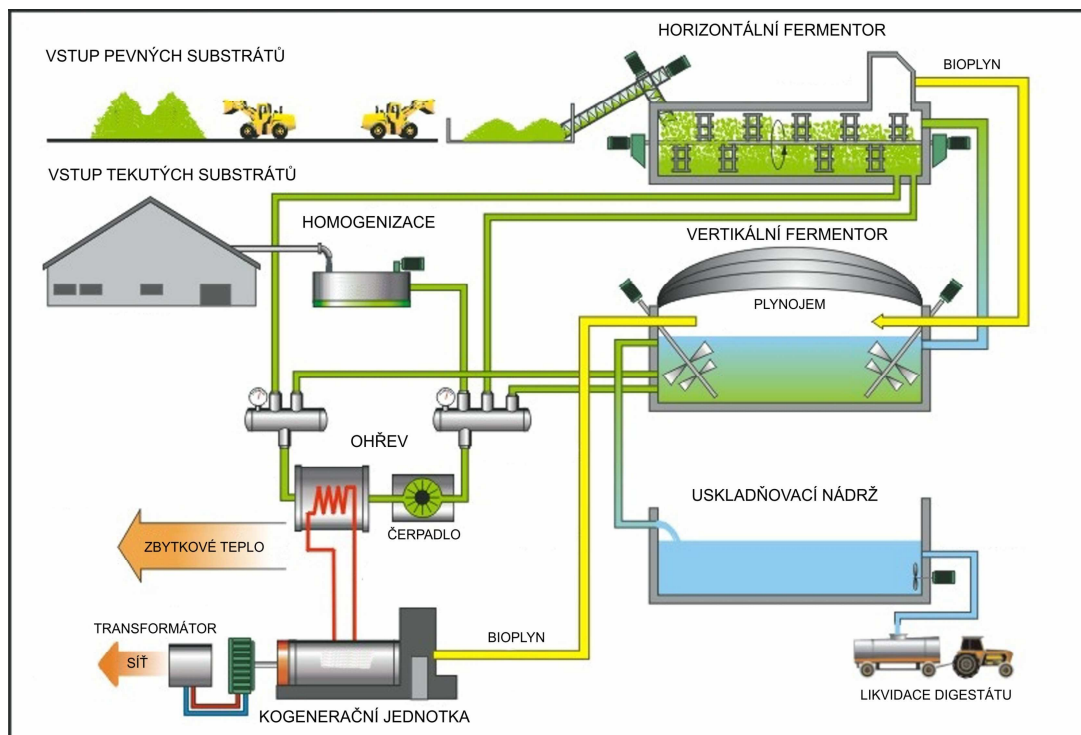 VSTUP PEVNÝCH SUBSTRÁTŮ
HORIZONTÁLNÍ FERMENTOR
BIOPLYN
VSTUP TEKUTÝCH SUBSTRÁTŮ
HOMOGENIZACE
VERTIKÁLNÍ FERMENTOR
PLYNOJEM
OHŘEV
ČERPADLO
USKLADŇOVACÍ NÁDRŽ
ZBYTKOVÉ TEPLO
TRANSFORMÁTOR
SÍŤ
BIOPLYN
KOGENERAČNÍ JEDNOTKA
LIKVIDACE DIGESTÁTU